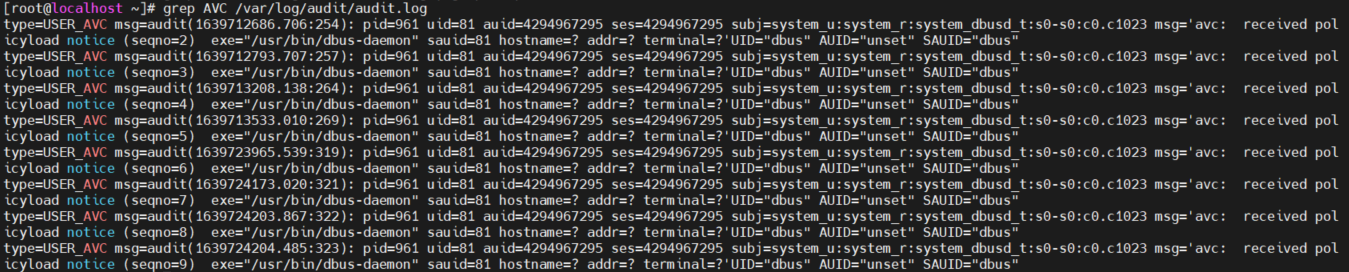 [root@localhost ~]# grep AVC /var/log/audit/audit.log
type=USER_AVC msg=audit(1639712686.706:254): pid=961 uid=81 auid=4294967295 ses=4294967295 subj=system_u:system_r:system_dbusd_t:s0-s0:c0.c1023 msg='avc:  received pol
icyload notice (seqno=2)  exe="/usr/bin/dbus-daemon" sauid=81 hostname=? addr=? terminal=?'UID="dbus" AUID="unset" SAUID="dbus"
type=USER_AVC msg=audit(1639712793.707:257): pid=961 uid=81 auid=4294967295 ses=4294967295 subj=system_u:system_r:system_dbusd_t:s0-s0:c0.c1023 msg='avc:  received pol
icyload notice (seqno=3)  exe="/usr/bin/dbus-daemon" sauid=81 hostname=? addr=? terminal=?'UID="dbus" AUID="unset" SAUID="dbus"
type=USER_AVC msg=audit(1639713208.138:264): pid=961 uid=81 auid=4294967295 ses=4294967295 subj=system_u:system_r:system_dbusd_t:s0-s0:c0.c1023 msg='avc:  received pol
icyload notice (seqno=4)  exe="/usr/bin/dbus-daemon" sauid=81 hostname=? addr=? terminal=?'UID="dbus" AUID="unset" SAUID="dbus"
type=USER_AVC msg=audit(1639713533.010:269): pid=961 uid=81 auid=4294967295 ses=4294967295 subj=system_u:system_r:system_dbusd_t:s0-s0:c0.c1023 msg='avc:  received pol
icyload notice (seqno=5)  exe="/usr/bin/dbus-daemon" sauid=81 hostname=? addr=? terminal=?'UID="dbus" AUID="unset" SAUID="dbus"
type=USER_AVC msg=audit(1639723965.539:319): pid=961 uid=81 auid=4294967295 ses=4294967295 subj=system_u:system_r:system_dbusd_t:s0-s0:c0.c1023 msg='avc:  received pol
icyload notice (seqno=6)  exe="/usr/bin/dbus-daemon" sauid=81 hostname=? addr=? terminal=?'UID="dbus" AUID="unset" SAUID="dbus"
type=USER_AVC msg=audit(1639724173.020:321): pid=961 uid=81 auid=4294967295 ses=4294967295 subj=system_u:system_r:system_dbusd_t:s0-s0:c0.c1023 msg='avc:  received pol
icyload notice (seqno=7)  exe="/usr/bin/dbus-daemon" sauid=81 hostname=? addr=? terminal=?'UID="dbus" AUID="unset" SAUID="dbus"
type=USER_AVC msg=audit(1639724203.867:322): pid=961 uid=81 auid=4294967295 ses=4294967295 subj=system_u:system_r:system_dbusd_t:s0-s0:c0.c1023 msg='avc:  received pol
icyload notice (seqno=8)  exe="/usr/bin/dbus-daemon" sauid=81 hostname=? addr=? terminal=?'UID="dbus" AUID="unset" SAUID="dbus"
type=USER_AVC msg=audit(1639724204.485:323): pid=961 uid=81 auid=4294967295 ses=4294967295 subj=system_u:system_r:system_dbusd_t:s0-s0:c0.c1023 msg='avc:  received pol
icyload notice (seqno=9)  exe="/usr/bin/dbus-daemon" sauid=81 hostname=? addr=? terminal=?'UID="dbus" AUID="unset" SAUID="dbus"